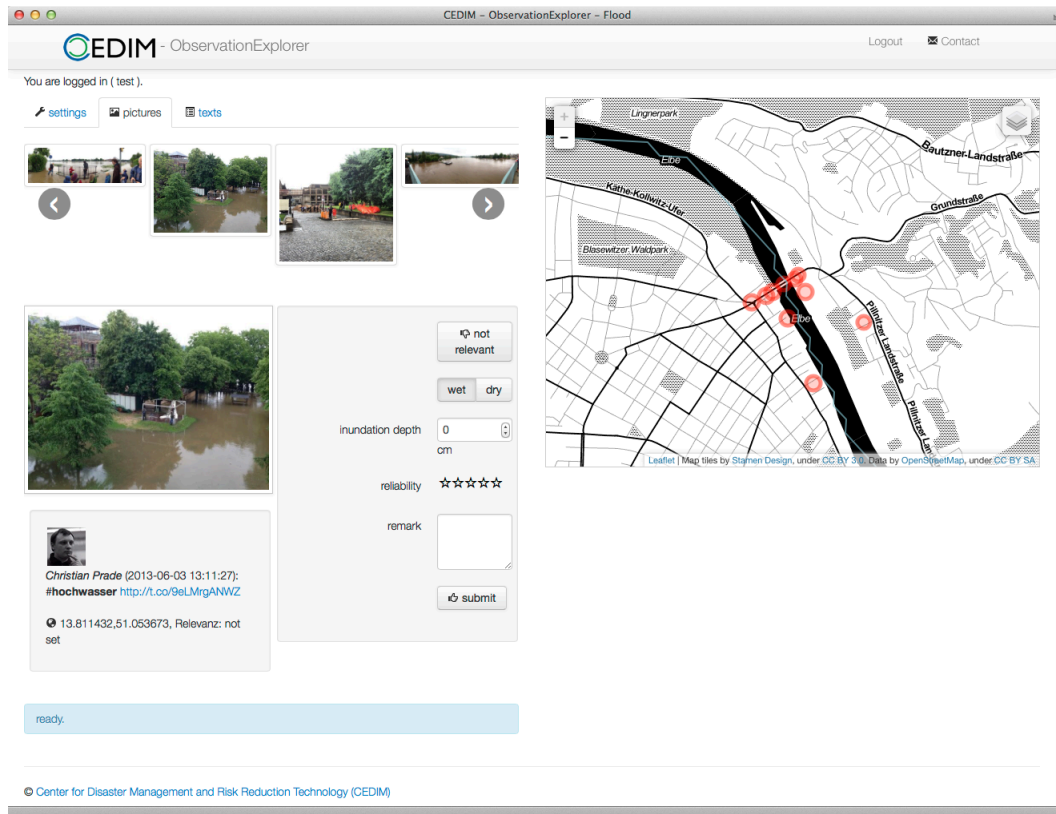 CEDIM – ObservationExplorer – Flood
CEDIM - ObservationExplorer
Logout
Contact
You are logged in ( test ).
settings
pictures
texts
Lingnerpark
Elbe
Käthe-Kollwitz-Ufer
Bautzner-Landstraße
Grundstraße
Blasewitzer Waldpark
Elbe
Pillnitzer Landstraße
Pillnitzer Lan
+
−
Leaflet | Map tiles by Stamen Design, under CC BY 3.0. Data by OpenStreetMap, under CC BY SA
not
relevant
wet dry
inundation depth 0
cm
reliability
remark
submit
Christian Prade (2013-06-03 13:11:27):
#hochwasser http://t.co/9eLMrgANWZ
13.811432,51.053673, Relevanz: not
set
ready.
© Center for Disaster Management and Risk Reduction Technology (CEDIM)